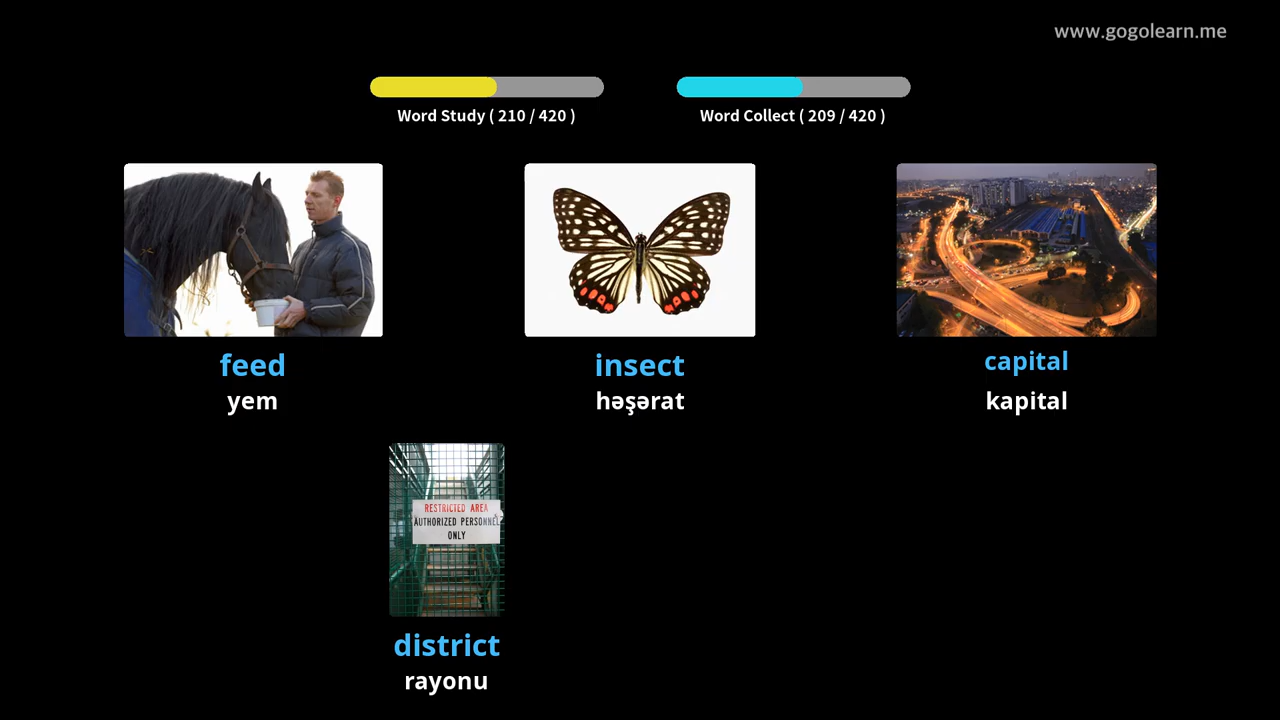 www.gogolearn.me
Word Study ( 210 / 420 )
Word Collect ( 209 / 420 )
feed
yem
insect
həşərat
capital
kapital
RESTRICTED AREA
AUTHORIZED PERSONNEL
ONLY
district
rayonu